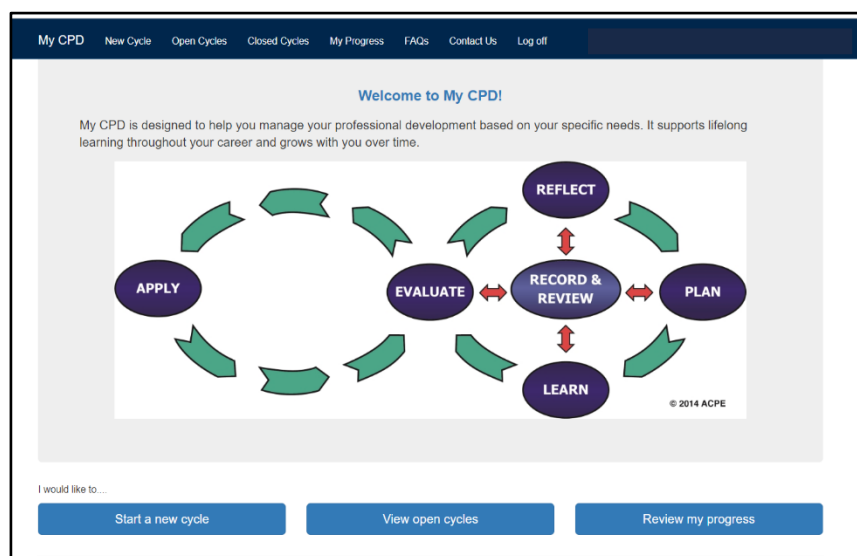 My CPD New Cycle Open Cycles Closed Cycles My Progress FAQs Contact Us Log off
Welcome to My CPD!
My CPD is designed to help you manage your professional development based on your specific needs. It supports lifelong
learning throughout your career and grows with you over time.
REFLECT
APPLY
EVALUATE
RECORD &
REVIEW
PLAN
LEARN
© 2014 ACPE
I would like to....
Start a new cycle
View open cycles
Review my progress